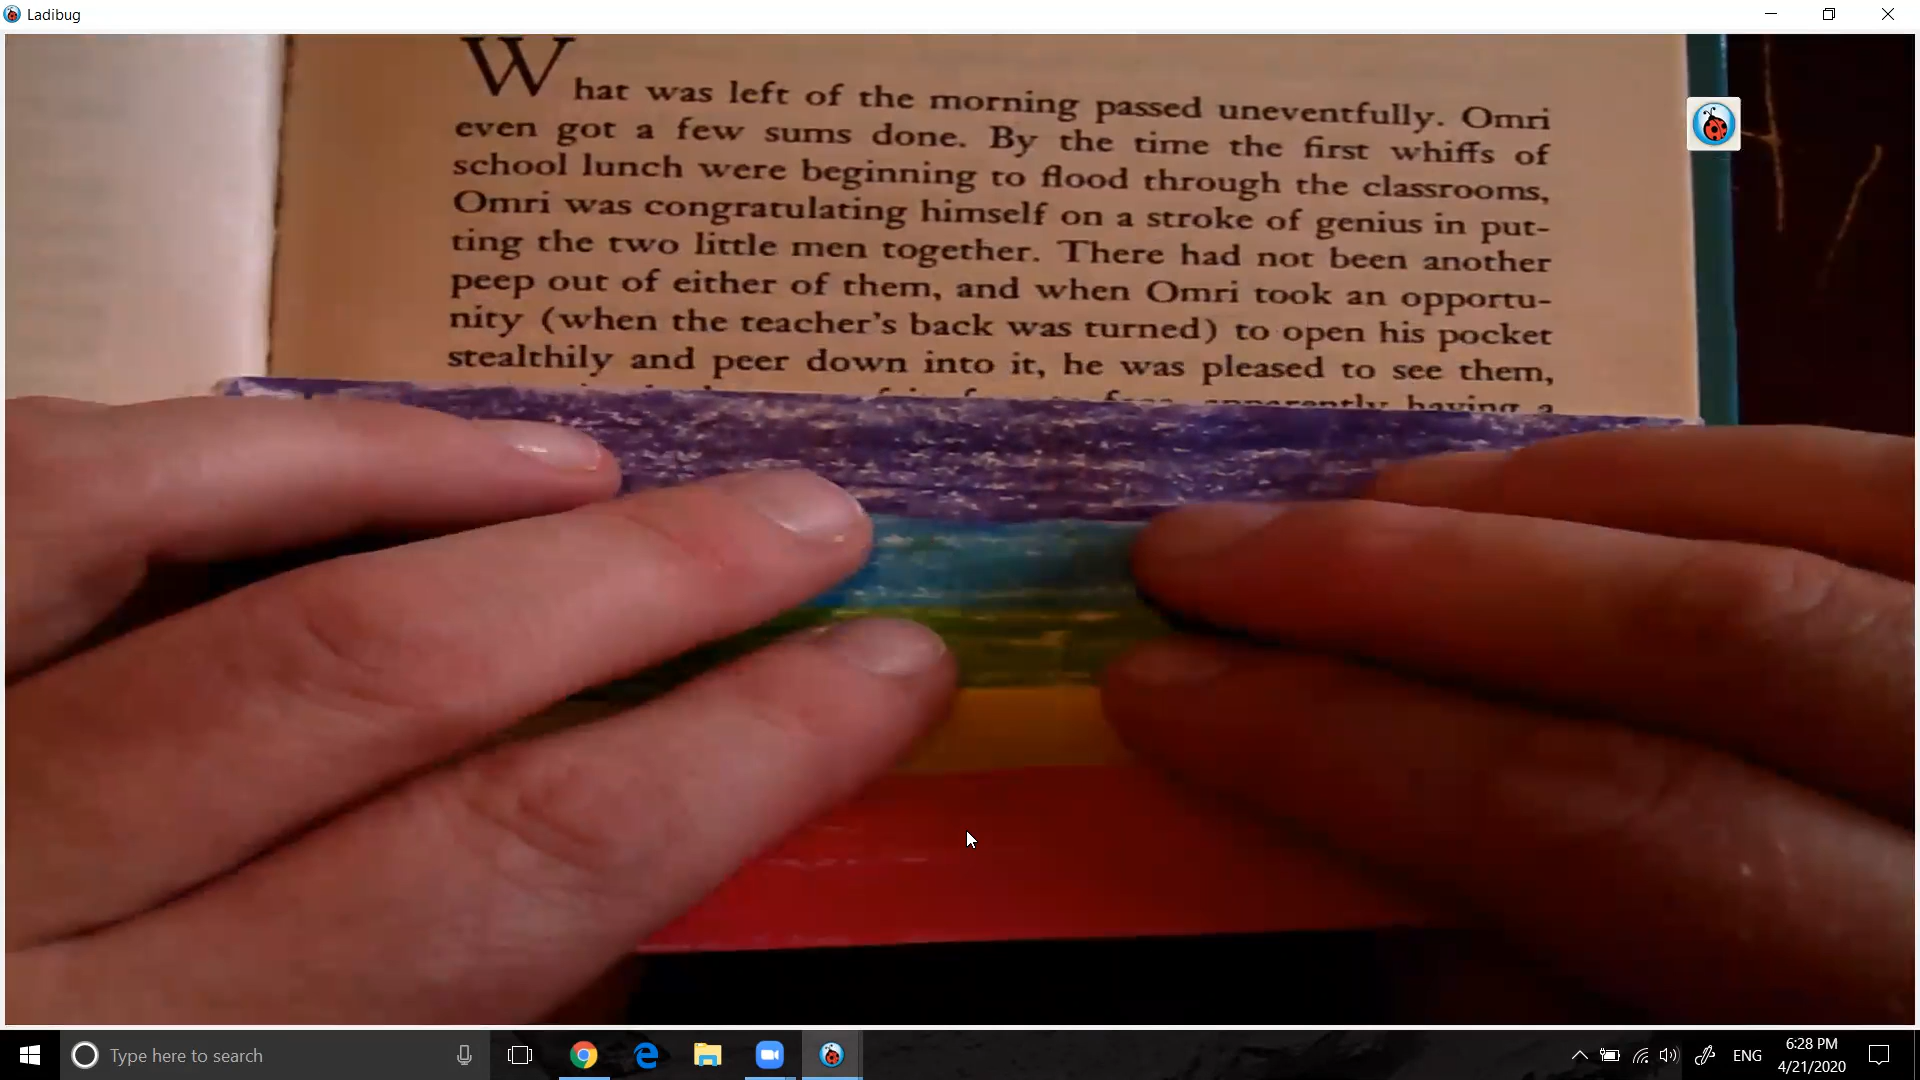 Ladibug
What was left of the morning passed uneventfully. Omri
even got a few sums done. By the time the first whiffs of
school lunch were beginning to flood through the classrooms,
Omri was congratulating himself on a stroke of genius in put-
ting the two little men together. There had not been another
peep out of either of them, and when Omri took an opportu-
nity (when the teacher's back was turned) to open his pocket
stealthily and peer down into it, he was pleased to see them,
apparently having a
Type here to search
ENG
6:28 PM
4/21/2020